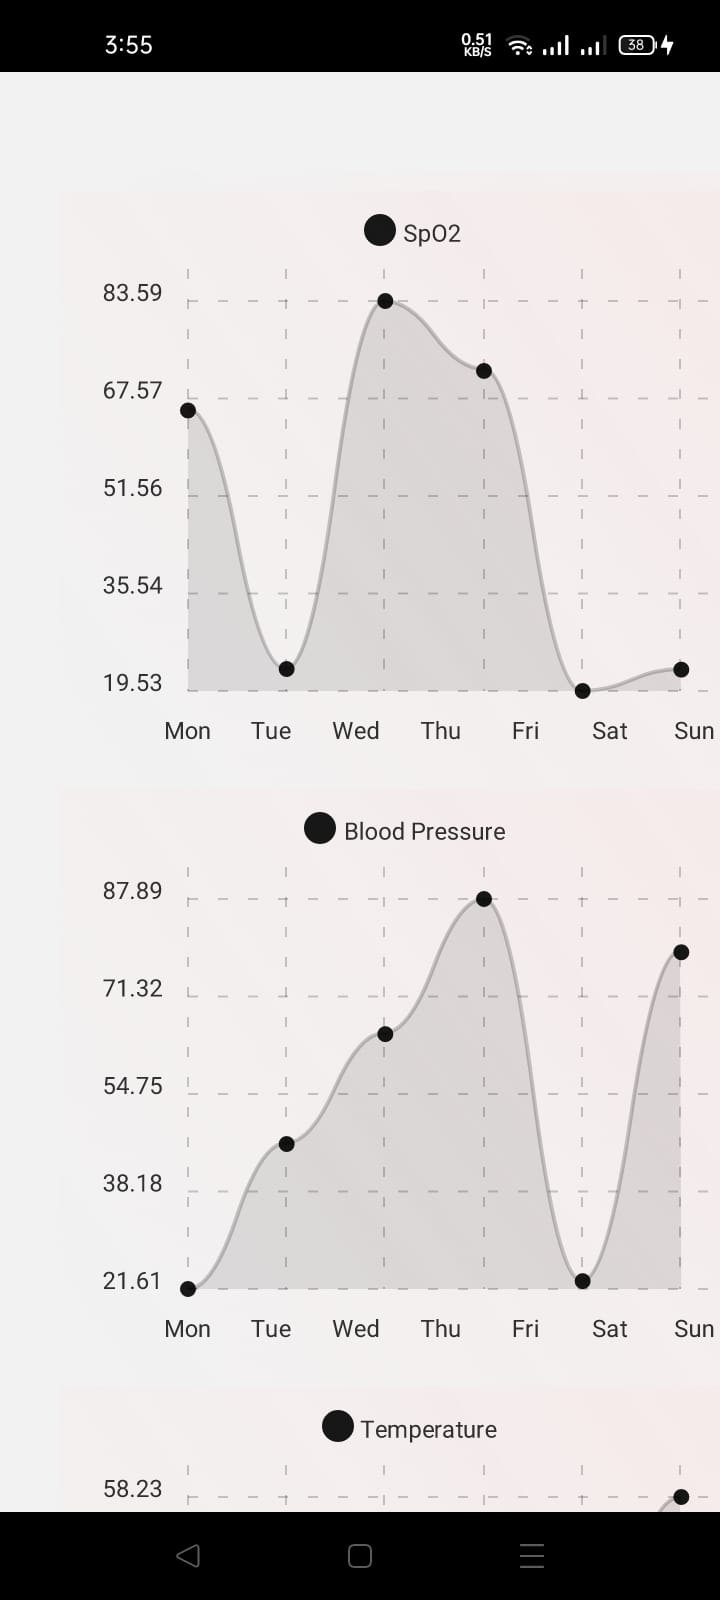 3:55 0.51 KB/S 38
SpO2
83.59
67.57
51.56
35.54
19.53
Mon Tue Wed Thu Fri Sat Sun
Blood Pressure
87.89
71.32
54.75
38.18
21.61
Mon Tue Wed Thu Fri Sat Sun
Temperature
58.23